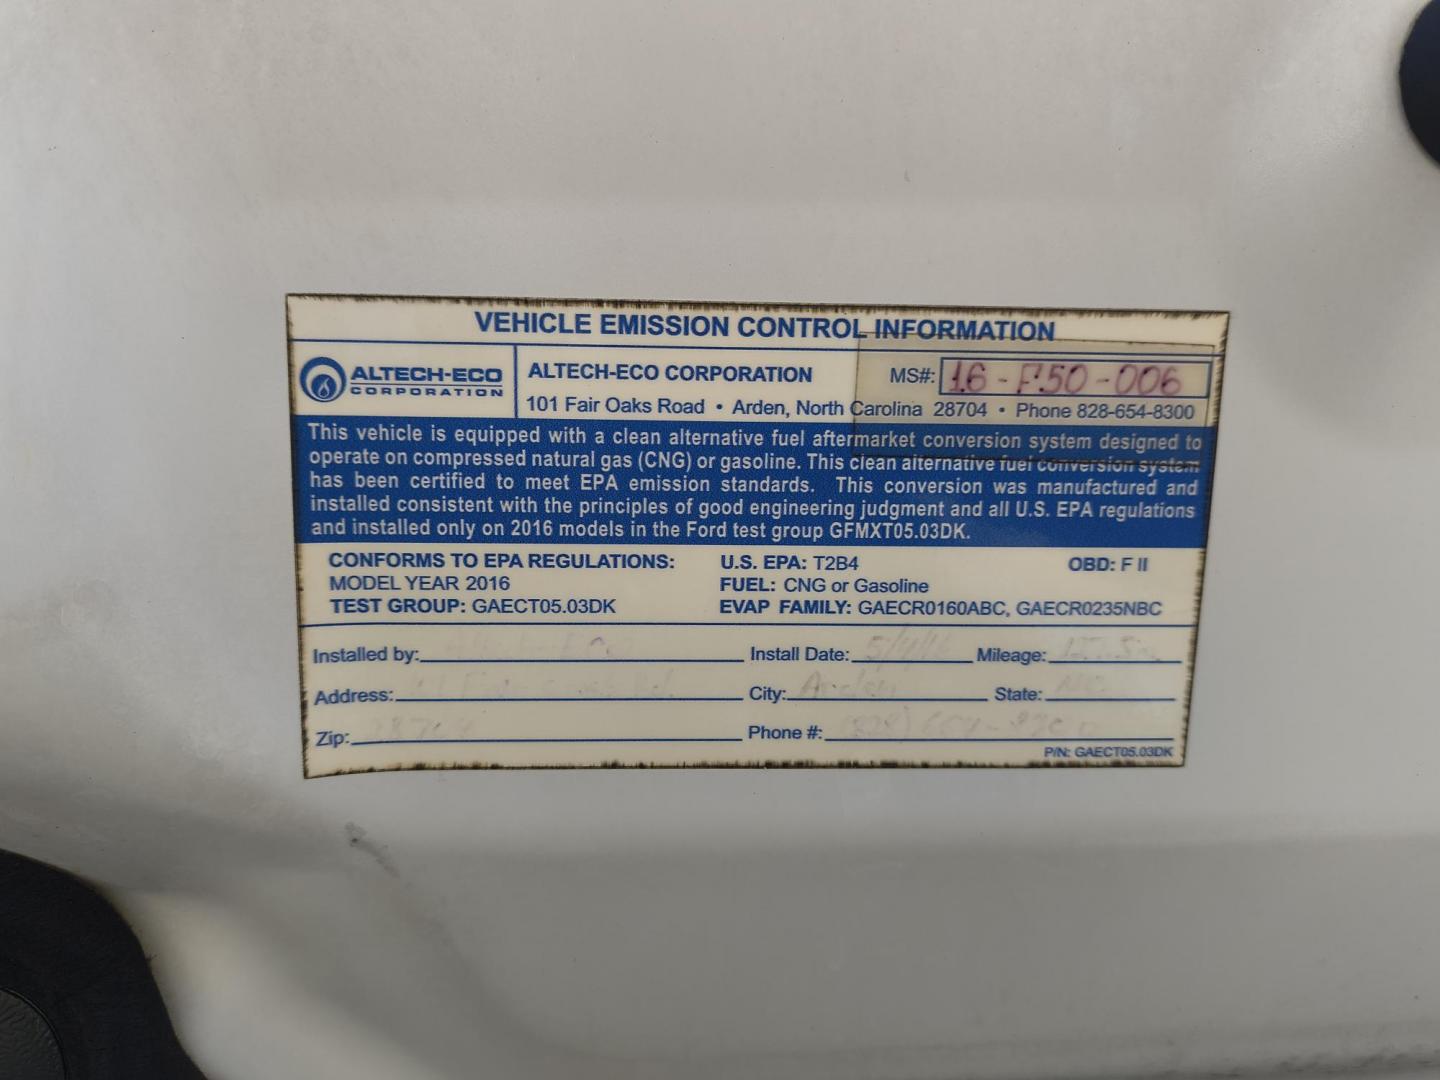 VEHICLE EMISSION CONTROL INFORMATION
ALTECH-ECO
CORPORATION
ALTECH-ECO CORPORATION
MS#: 16-F50-006
101 Fair Oaks Road • Arden, North Carolina 28704 • Phone 828-654-8300
This vehicle is equipped with a clean alternative fuel aftermarket conversion system designed to
operate on compressed natural gas (CNG) or gasoline. This clean alternative fuel conversion system
has been certified to meet EPA emission standards. This conversion was manufactured and
installed consistent with the principles of good engineering judgment and all U.S. EPA regulations
and installed only on 2016 models in the Ford test group GFMXT05.03DK.
CONFORMS TO EPA REGULATIONS:
MODEL YEAR 2016
TEST GROUP: GAECT05.03DK
U.S. EPA: T2B4
OBD: F II
FUEL: CNG or Gasoline
EVAP FAMILY: GAECR0160ABC, GAECR0235NBC
Installed by: Install Date: 5/4/16 Mileage:
Address: City: Arden State: NC
Zip: 28704 Phone #:
P/N: GAECT05.03DK